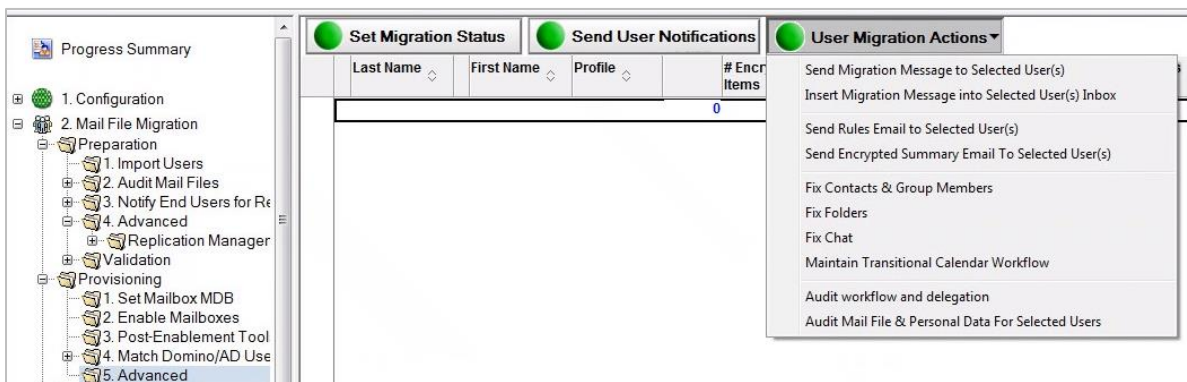 Progress Summary
1. Configuration
2. Mail File Migration
Preparation
1. Import Users
2. Audit Mail Files
3. Notify End Users for Re
4. Advanced
Replication Manager
Validation
Provisioning
1. Set Mailbox MDB
2. Enable Mailboxes
3. Post-Enablement Tool
4. Match Domino/AD Use
5. Advanced
Set Migration Status
Send User Notifications
User Migration Actions
Last Name
First Name
Profile
# Encr
Items
0
Send Migration Message to Selected User(s)
Insert Migration Message into Selected User(s) Inbox
Send Rules Email to Selected User(s)
Send Encrypted Summary Email To Selected User(s)
Fix Contacts & Group Members
Fix Folders
Fix Chat
Maintain Transitional Calendar Workflow
Audit workflow and delegation
Audit Mail File & Personal Data For Selected Users